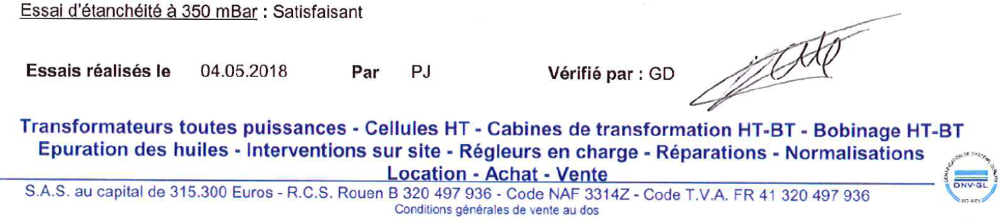 Essai d'étanchéité à 350 mBar : Satisfaisant
Essais réalisés le 04.05.2018 Par PJ Vérifié par : GD
Transformateurs toutes puissances - Cellules HT - Cabines de transformation HT-BT - Bobinage HT-BT
Epuration des huiles - Interventions sur site - Régleurs en charge - Réparations - Normalisations
Location - Achat - Vente
S.A.S. au capital de 315.300 Euros - R.C.S. Rouen B 320 497 936 - Code NAF 3314Z - Code T.V.A. FR 41 320 497 936
Conditions générales de vente au dos
DNV·GL